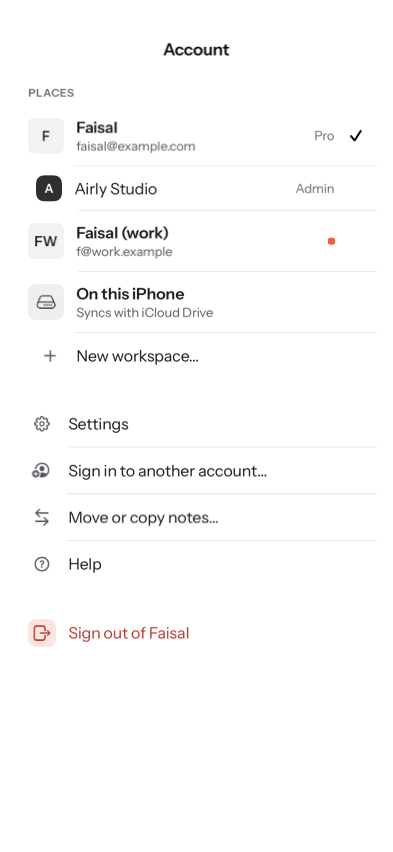 Account
PLACES
F
Faisal
faisal@example.com
Pro
A
Airly Studio
Admin
FW
Faisal (work)
f@work.example
On this iPhone
Syncs with iCloud Drive
New workspace...
Settings
Sign in to another account...
Move or copy notes...
Help
Sign out of Faisal